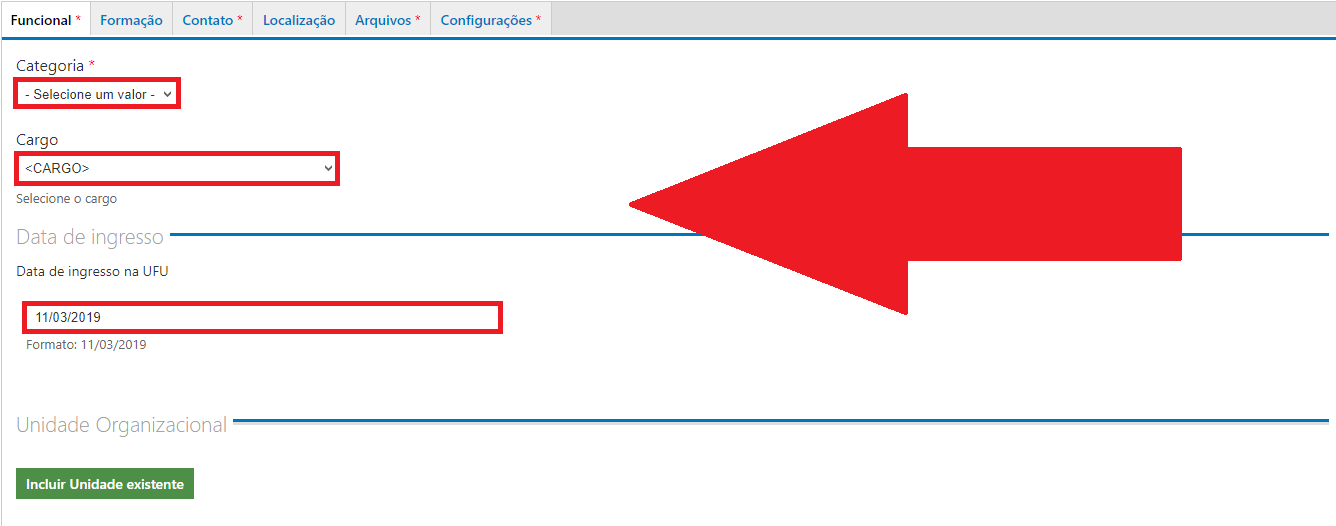 Funcional * Formação Contato * Localização Arquivos * Configurações *
Categoria *
- Selecione um valor -
Cargo
<CARGO>
Selecione o cargo
Data de ingresso
Data de ingresso na UFU
11/03/2019
Formato: 11/03/2019
Unidade Organizacional
Incluir Unidade existente